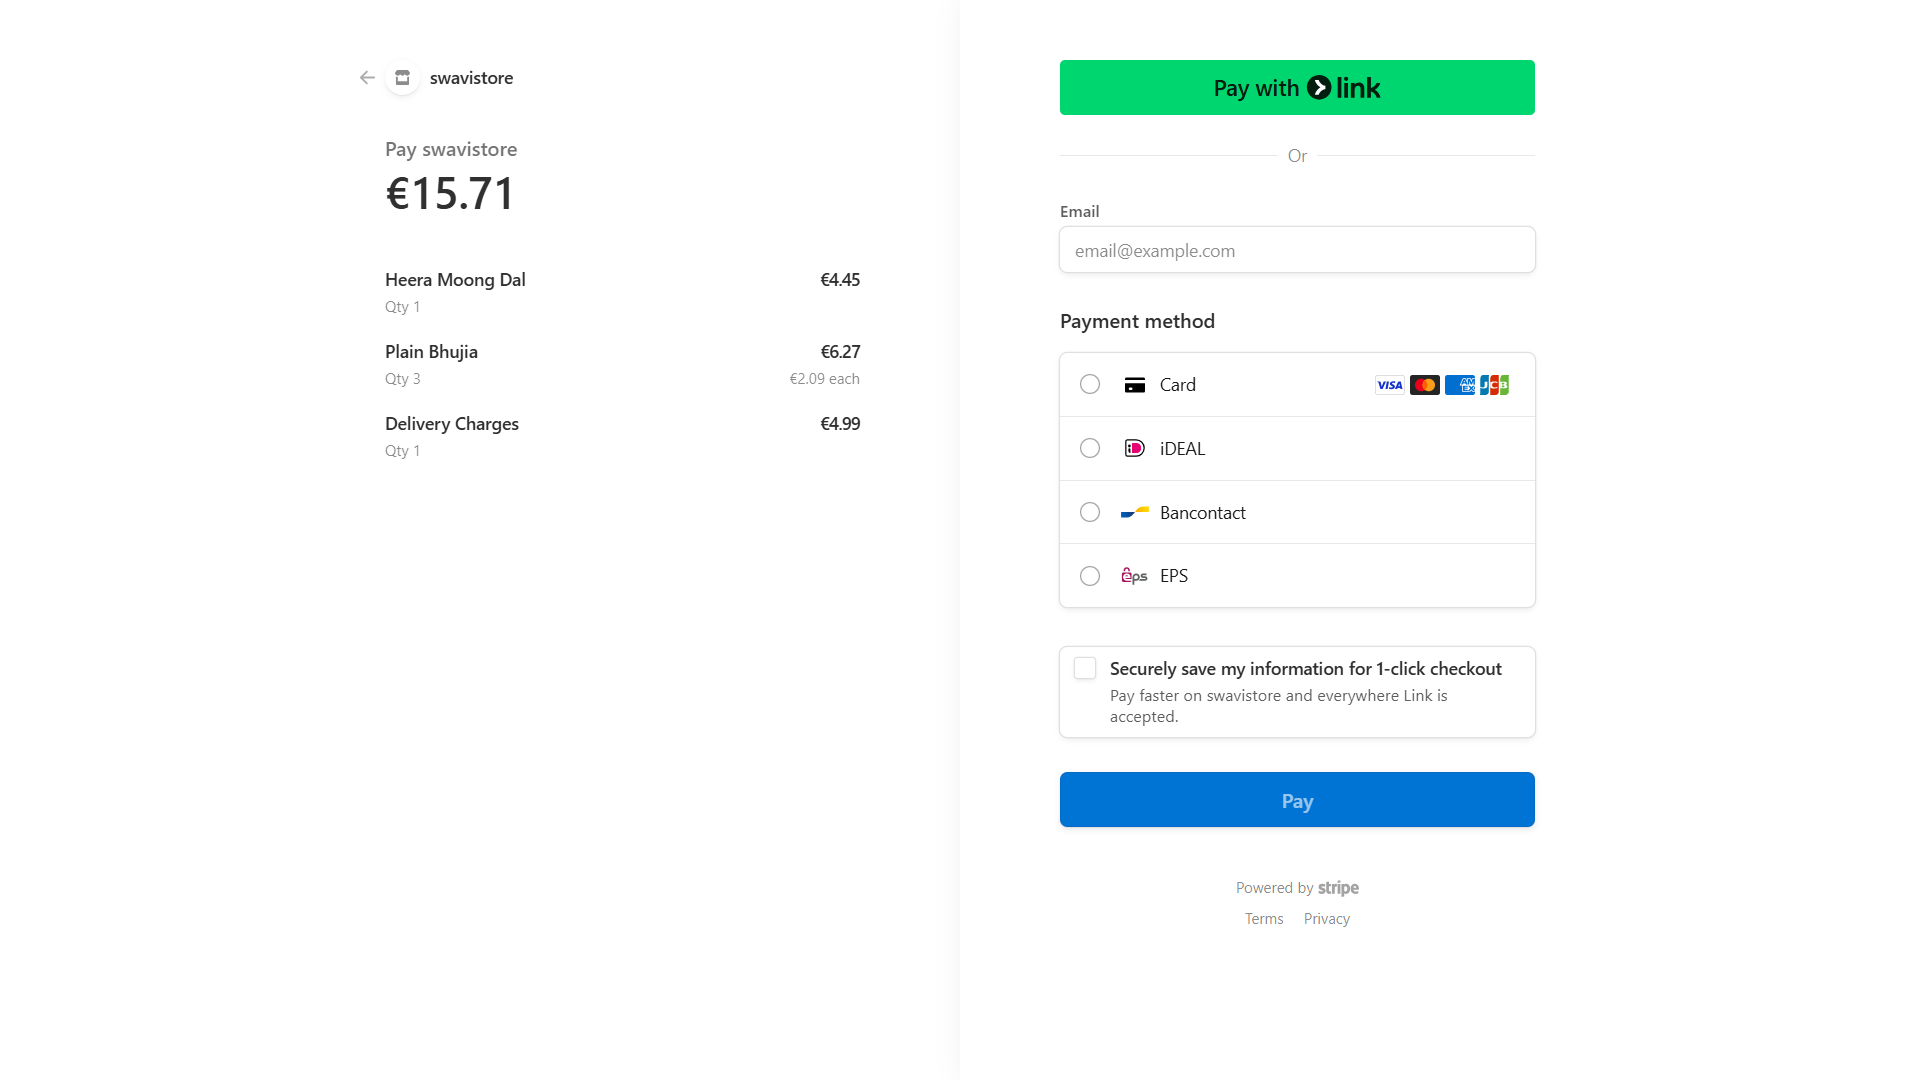 swavistore
Pay swavistore
€15.71
Heera Moong Dal €4.45
Qty 1
Plain Bhujia €6.27
Qty 3 €2.09 each
Delivery Charges €4.99
Qty 1
Pay with link
Or
Email
email@example.com
Payment method
Card VISA AMEX JCB
iDEAL
Bancontact
eps EPS
Securely save my information for 1-click checkout
Pay faster on swavistore and everywhere Link is
accepted.
Pay
Powered by stripe
Terms Privacy